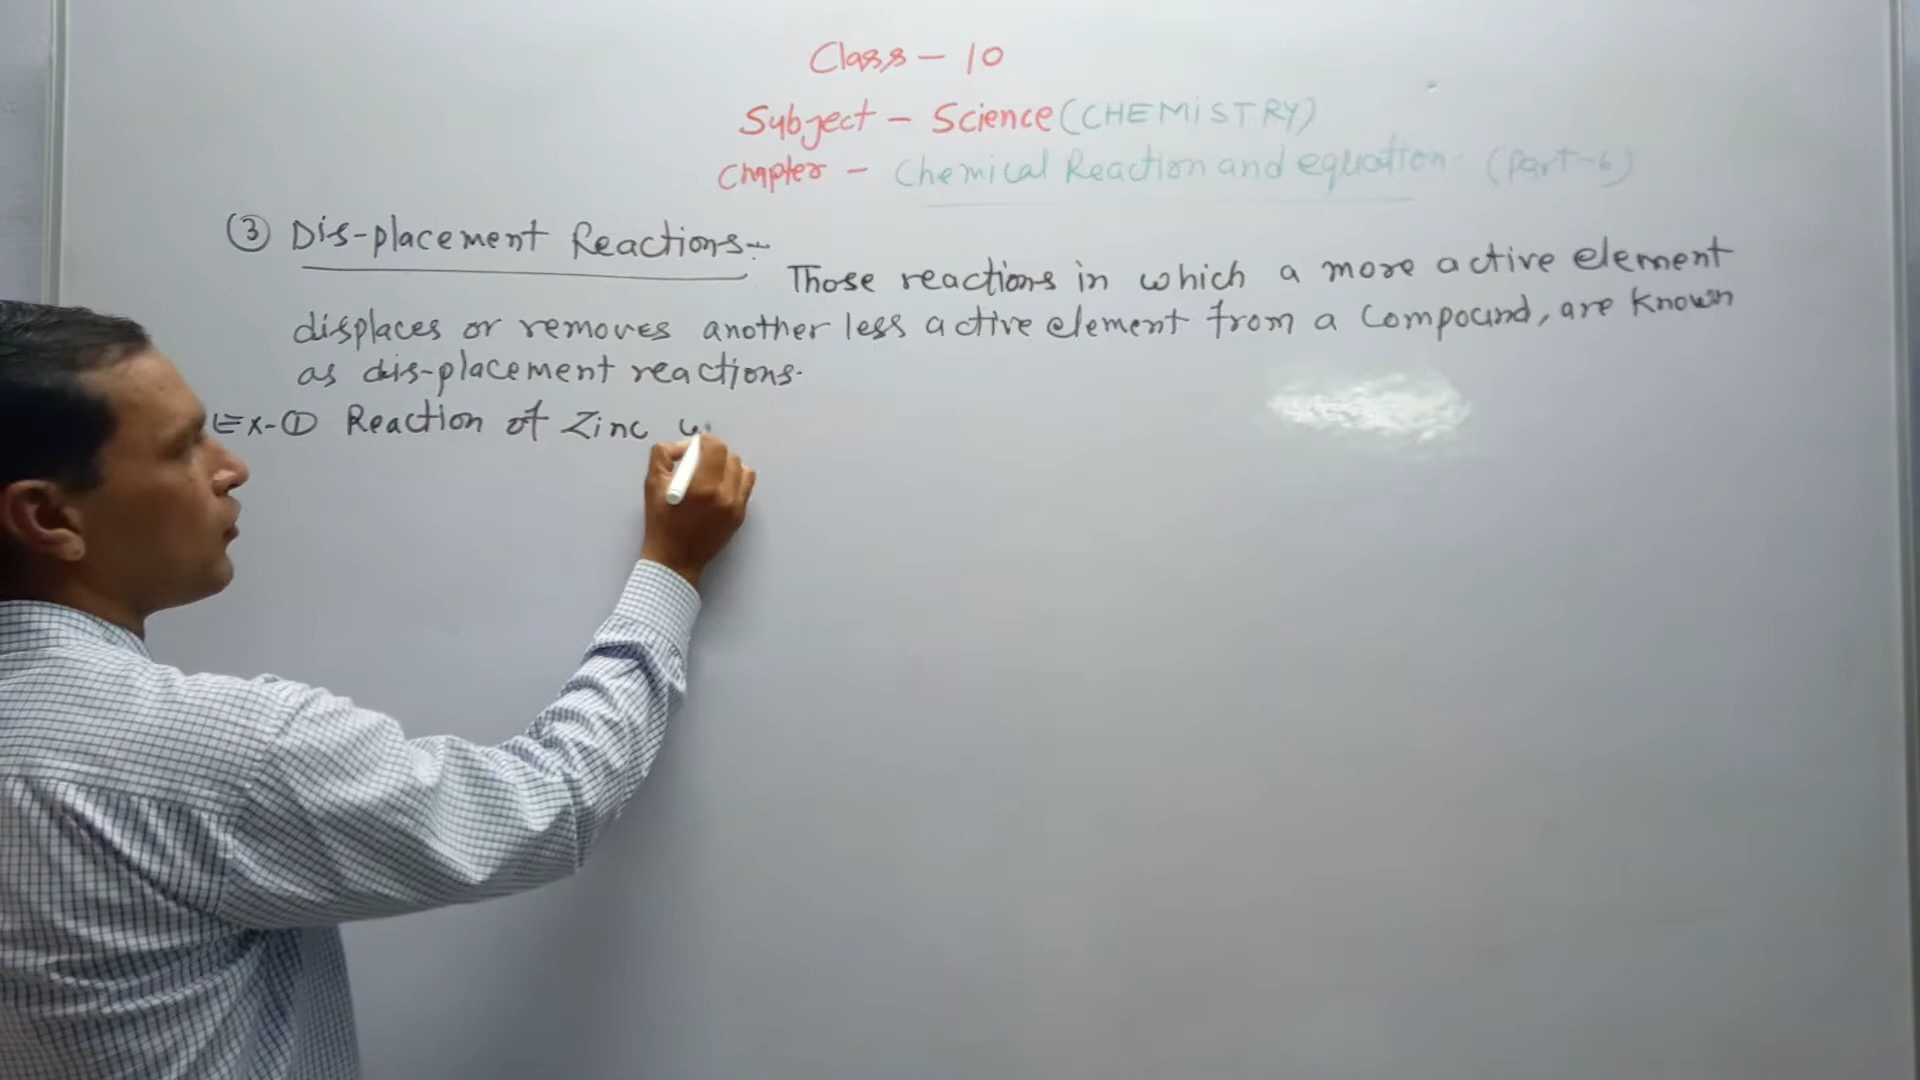 Class - 10
Subject - Science (CHEMISTRY)
Chapter - Chemical Reaction and equation. (Part-6)
③ Dis-placement Reactions:-
Those reactions in which a more active element
displaces or removes another less active element from a compound, are known
as dis-placement reactions.
Ex-① Reaction of Zinc